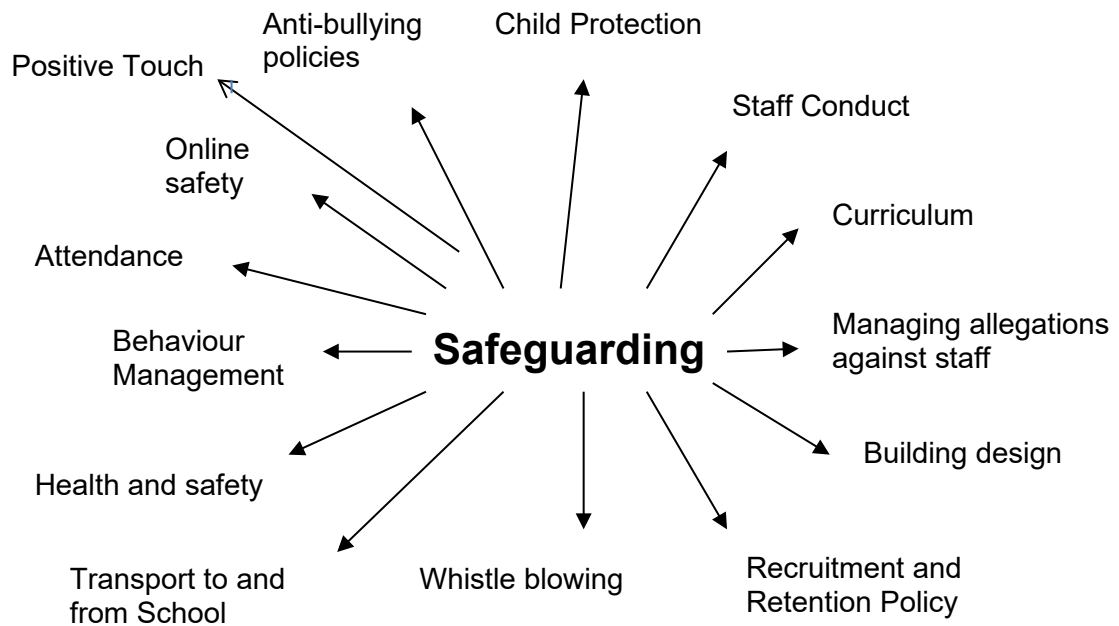 Anti-bullying
policies
Child Protection
Positive Touch
Staff Conduct
Online
safety
Curriculum
Attendance
Behaviour
Management
Safeguarding
Managing allegations
against staff
Building design
Health and safety
Transport to and
from School
Whistle blowing
Recruitment and
Retention Policy